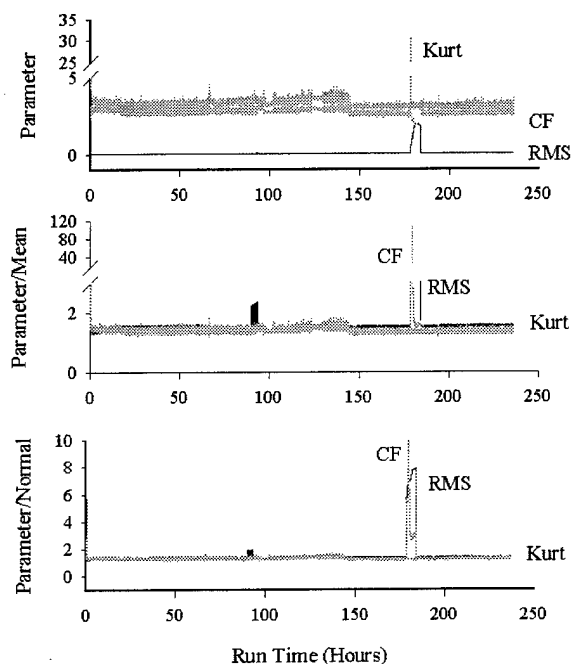 35
30
25
5
0
Parameter
Kurt
CF
RMS
0 50 100 150 200 250
120
80
40
2
0
Parameter/Mean
CF
RMS
Kurt
0 50 100 150 200 250
10
8
6
4
2
0
Parameter/Normal
CF
RMS
Kurt
0 50 100 150 200 250
Run Time (Hours)